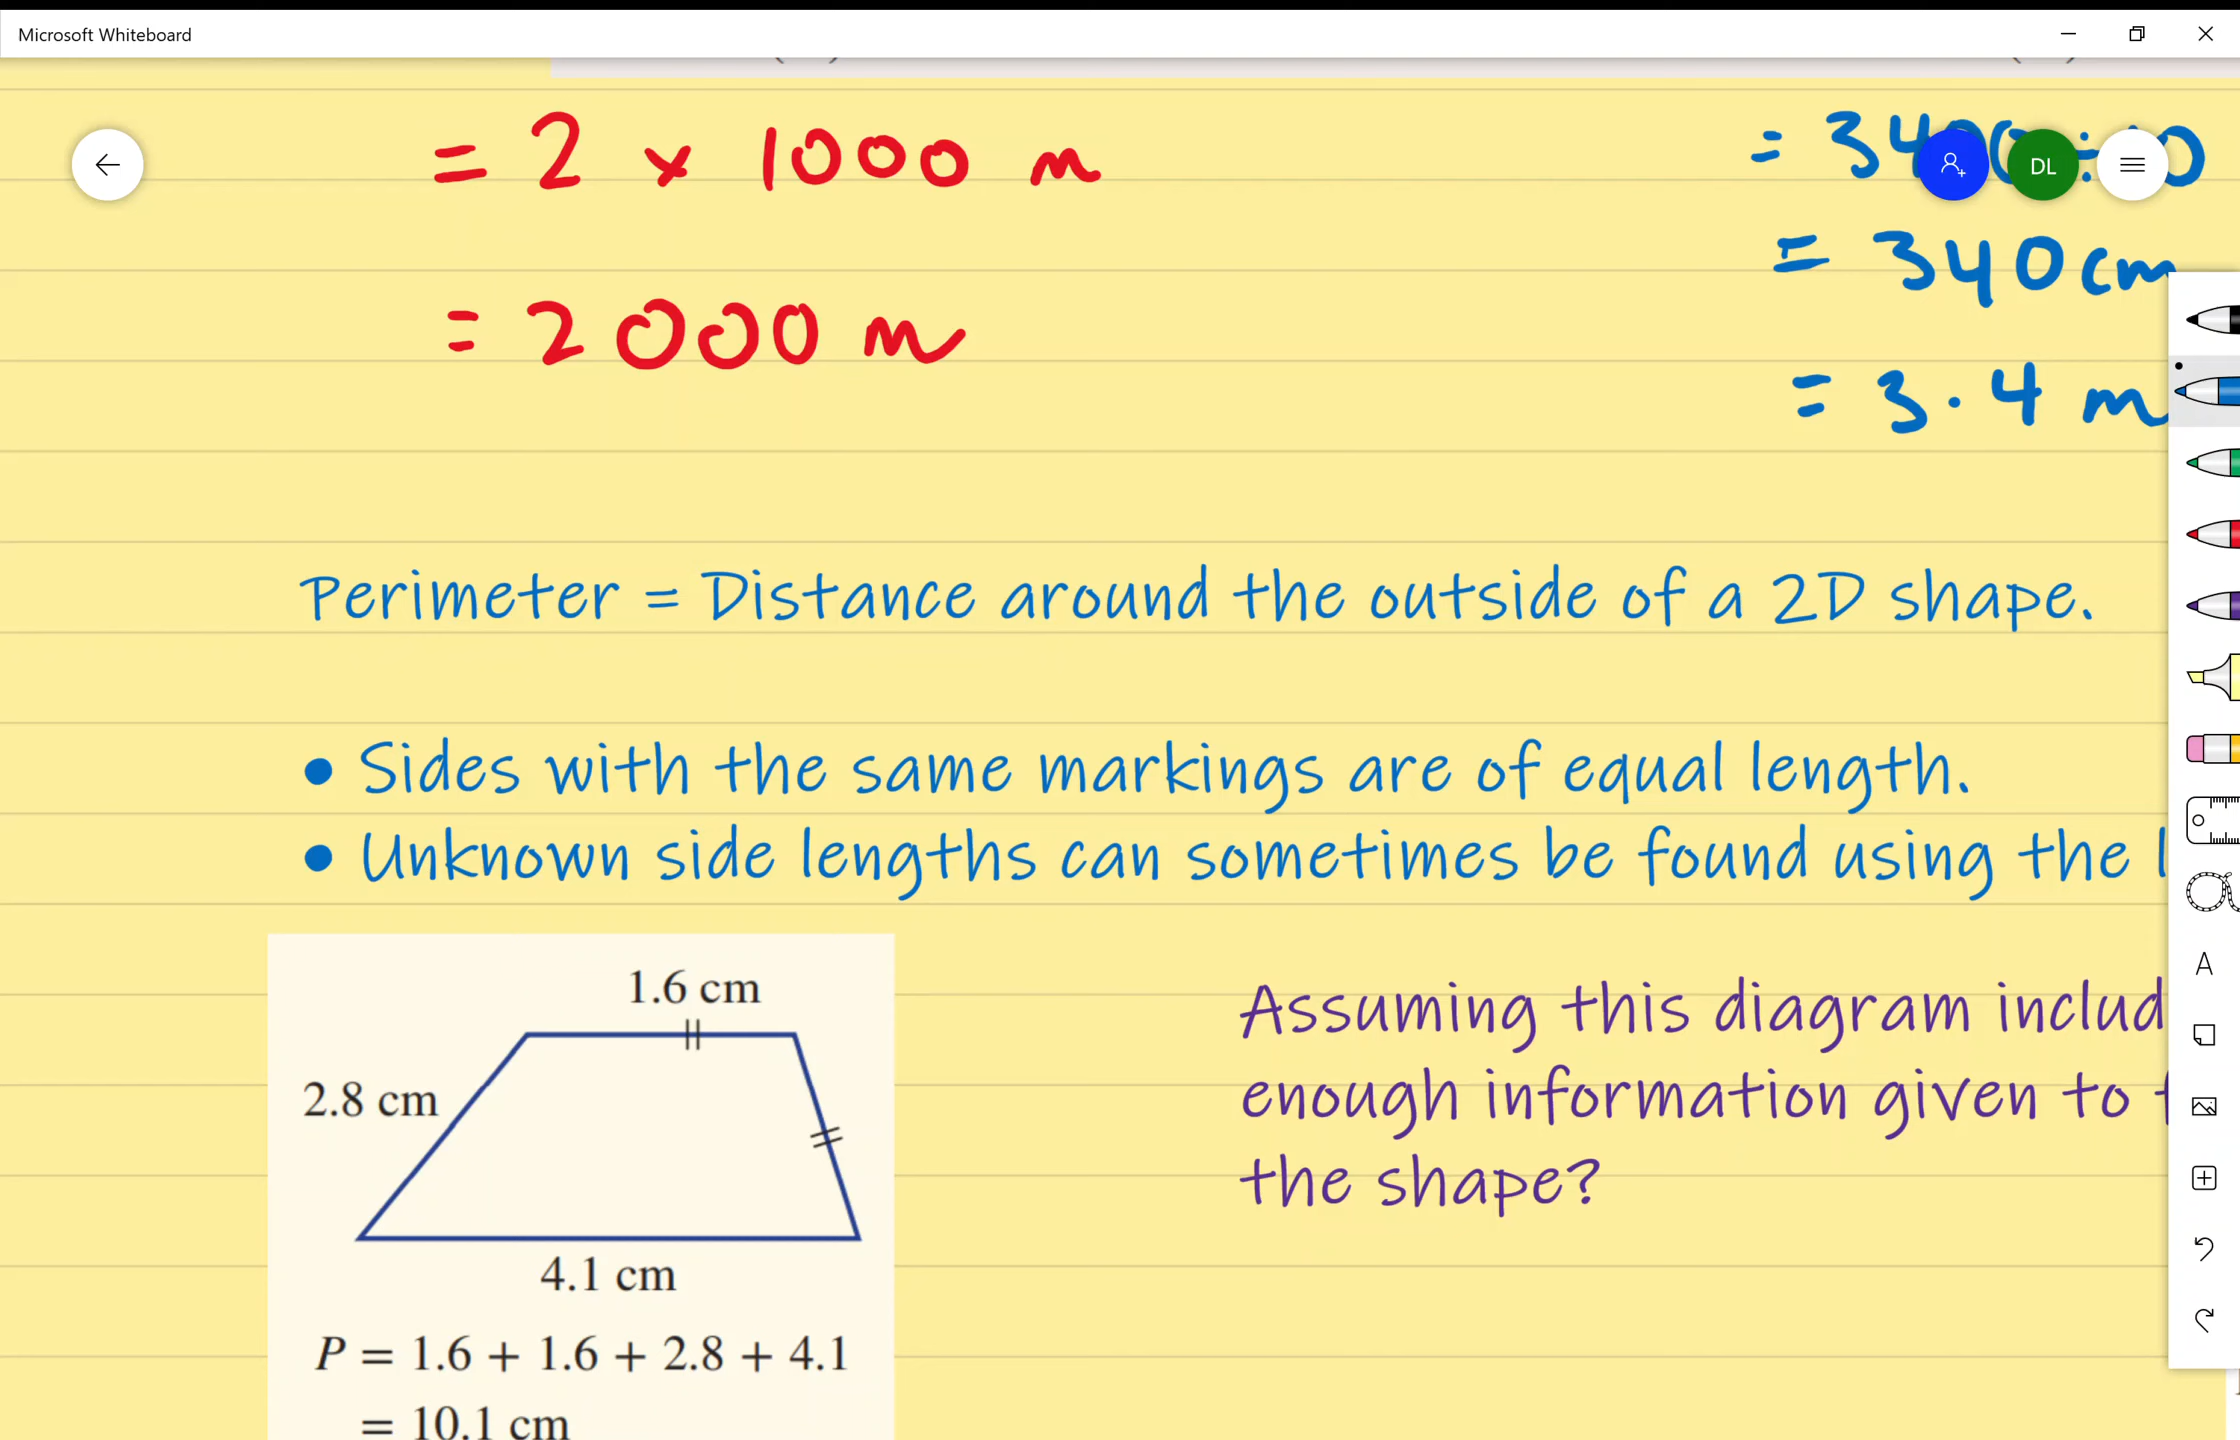 Microsoft Whiteboard
= 2 x 1000 m
= 2000 m
DL
= 340cm
= 3.4 m
Perimeter = Distance around the outside of a 2D shape.
• Sides with the same markings are of equal length.
• Unknown side lengths can sometimes be found using the
1.6 cm
2.8 cm
4.1 cm
P = 1.6 + 1.6 + 2.8 + 4.1
= 10.1 cm
Assuming this diagram includ
enough information given to
the shape?
A